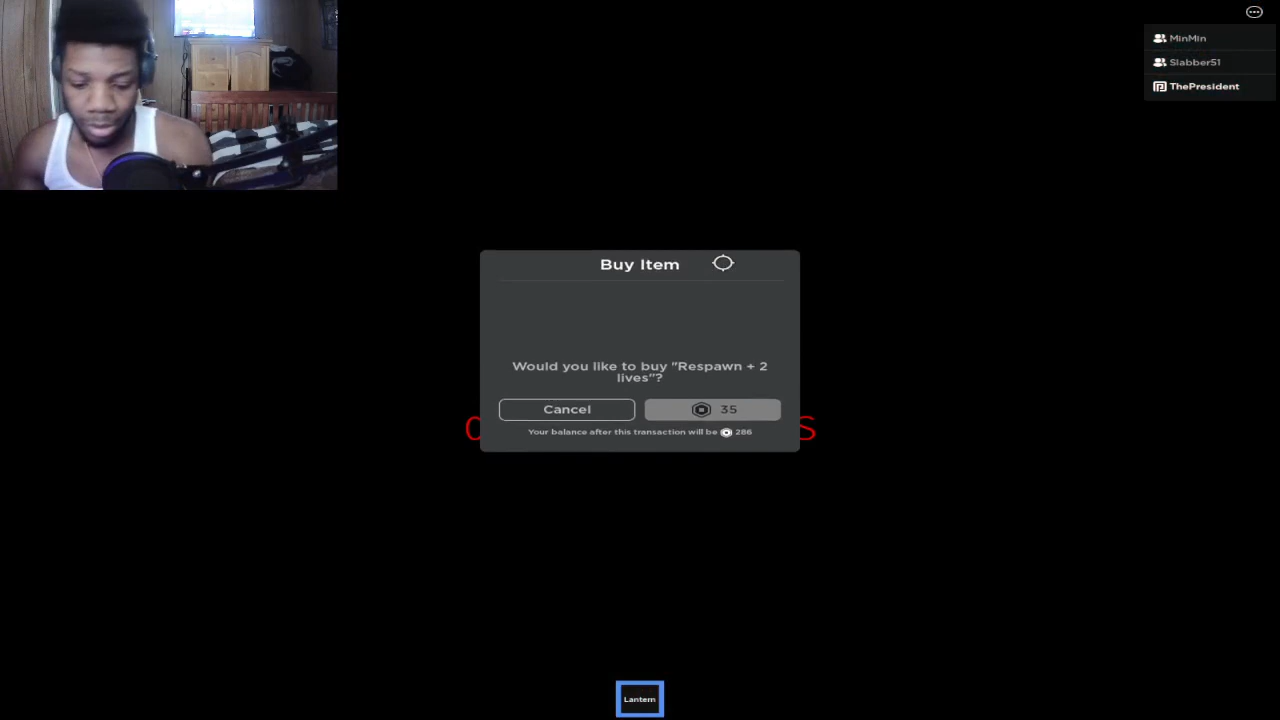 MinMin
Slabber51
ThePresident
Buy Item
Would you like to buy "Respawn + 2
lives"?
Cancel
35
Your balance after this transaction will be 286
S
Lantern